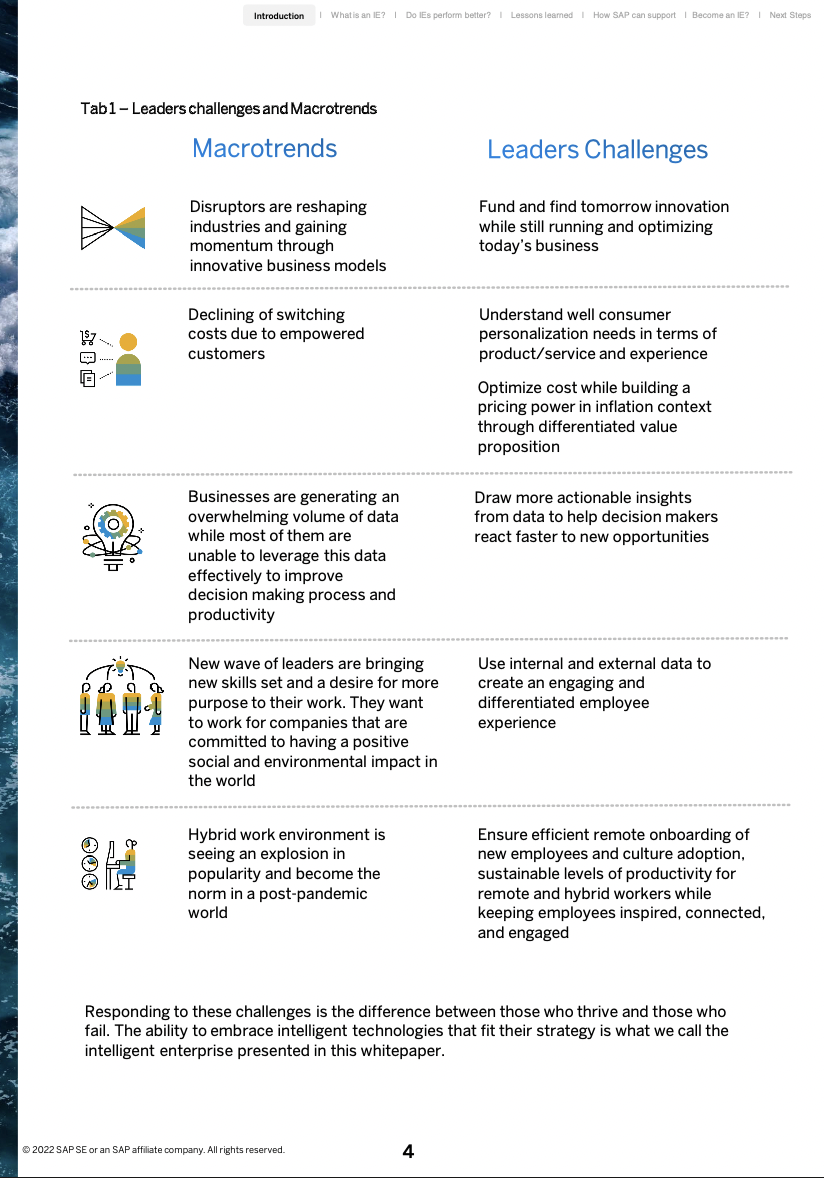 Introduction | What is an IE? | Do IEs perform better? | Lessons learned | How SAP can support | Become an IE? | Next Steps
Tab 1 – Leaders challenges and Macrotrends
Macrotrends
Leaders Challenges
Disruptors are reshaping
industries and gaining
momentum through
innovative business models
Fund and find tomorrow innovation
while still running and optimizing
today's business
Declining of switching
costs due to empowered
customers
Understand well consumer
personalization needs in terms of
product/service and experience
Optimize cost while building a
pricing power in inflation context
through differentiated value
proposition
Businesses are generating an
overwhelming volume of data
while most of them are
unable to leverage this data
effectively to improve
decision making process and
productivity
Draw more actionable insights
from data to help decision makers
react faster to new opportunities
New wave of leaders are bringing
new skills set and a desire for more
purpose to their work. They want
to work for companies that are
committed to having a positive
social and environmental impact in
the world
Use internal and external data to
create an engaging and
differentiated employee
experience
Hybrid work environment is
seeing an explosion in
popularity and become the
norm in a post-pandemic
world
Ensure efficient remote onboarding of
new employees and culture adoption,
sustainable levels of productivity for
remote and hybrid workers while
keeping employees inspired, connected,
and engaged
Responding to these challenges is the difference between those who thrive and those who
fail. The ability to embrace intelligent technologies that fit their strategy is what we call the
intelligent enterprise presented in this whitepaper.
© 2022 SAP SE or an SAP affiliate company. All rights reserved.
4